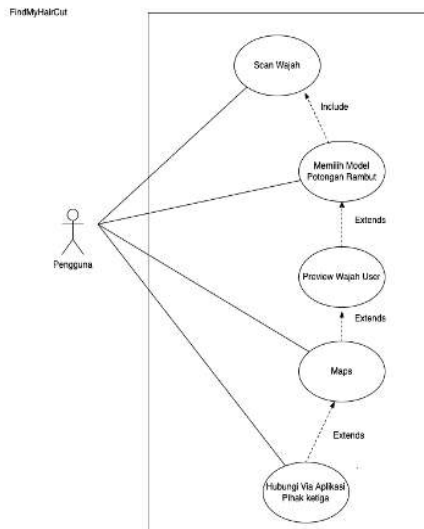 FindMyHairCut
Scan Wajah
Include
Memilih Model
Potongan Rambut
Extends
Pengguna
Preview Wajah User
Extends
Maps
Extends
Hubungi Via Aplikasi
Pihak ketiga